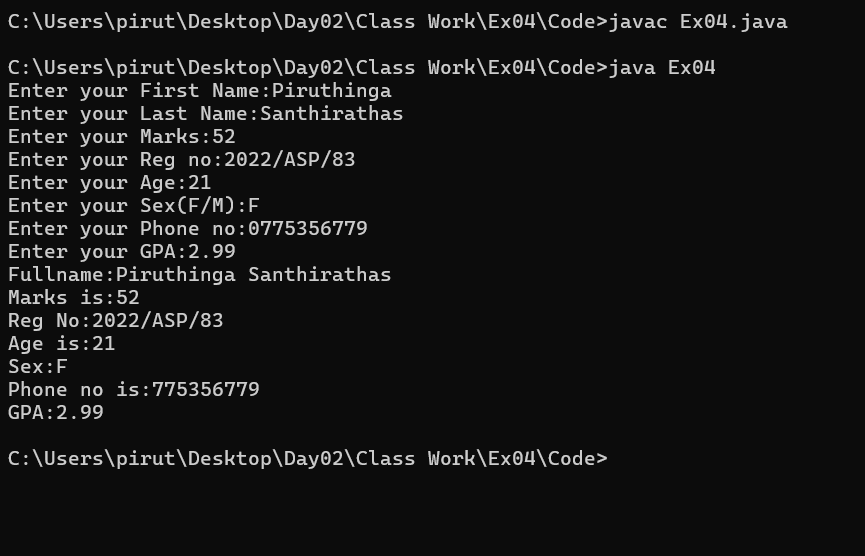 C:\Users\pirut\Desktop\Day02\Class Work\Ex04\Code>javac Ex04.java
C:\Users\pirut\Desktop\Day02\Class Work\Ex04\Code>java Ex04
Enter your First Name:Piruthinga
Enter your Last Name:Santhirathas
Enter your Marks:52
Enter your Reg no:2022/ASP/83
Enter your Age:21
Enter your Sex(F/M):F
Enter your Phone no:0775356779
Enter your GPA:2.99
Fullname:Piruthinga Santhirathas
Marks is:52
Reg No:2022/ASP/83
Age is:21
Sex:F
Phone no is:775356779
GPA:2.99
C:\Users\pirut\Desktop\Day02\Class Work\Ex04\Code>